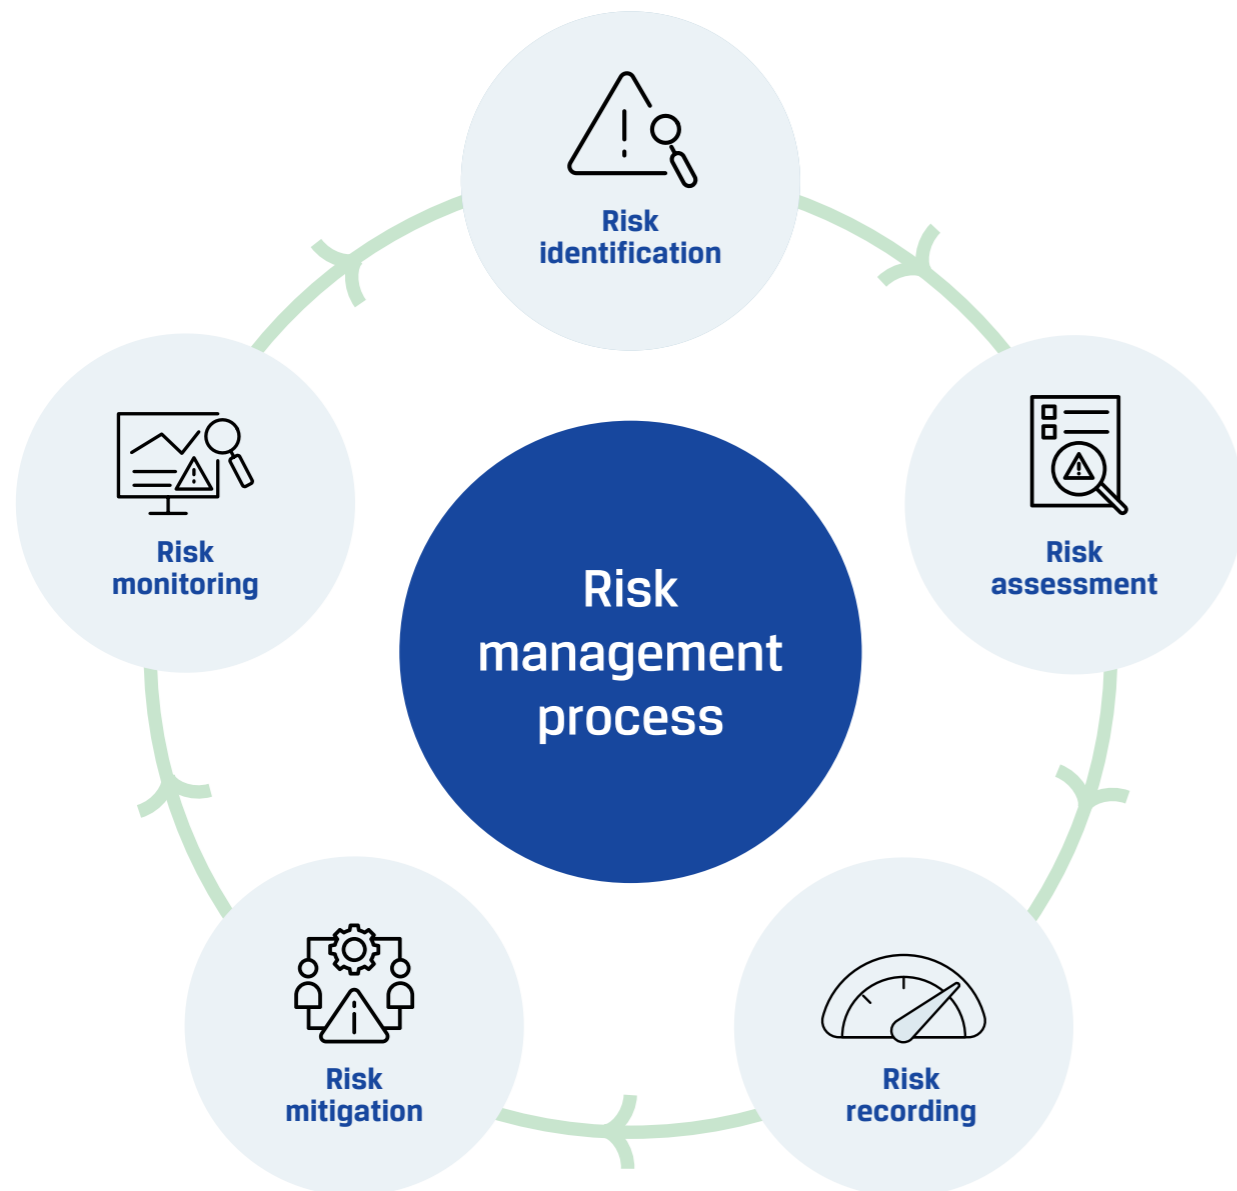 Risk
identification
Risk
assessment
Risk
recording
Risk
mitigation
Risk
monitoring
Risk
management
process